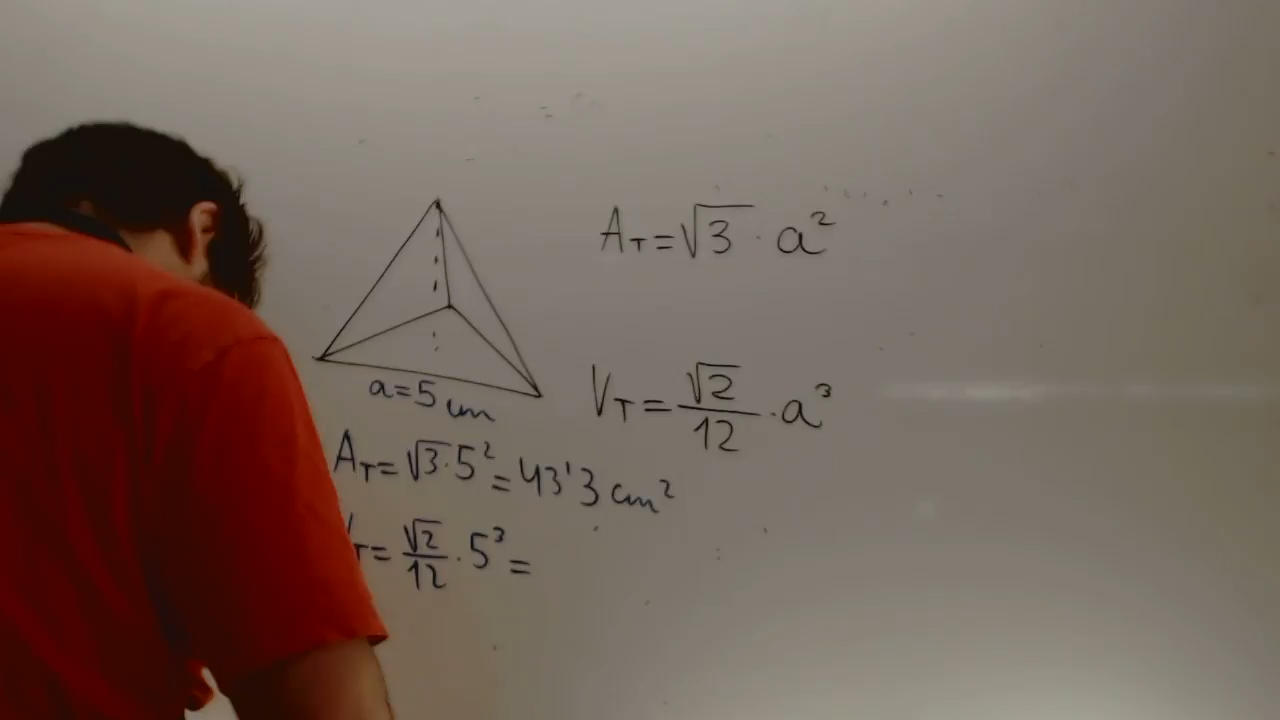 A_T = √3 · a²
V_T = √2/12 · a³
a=5 cm
A_T = √3 · 5² = 43'3 cm²
T = √2/12 · 5³ =